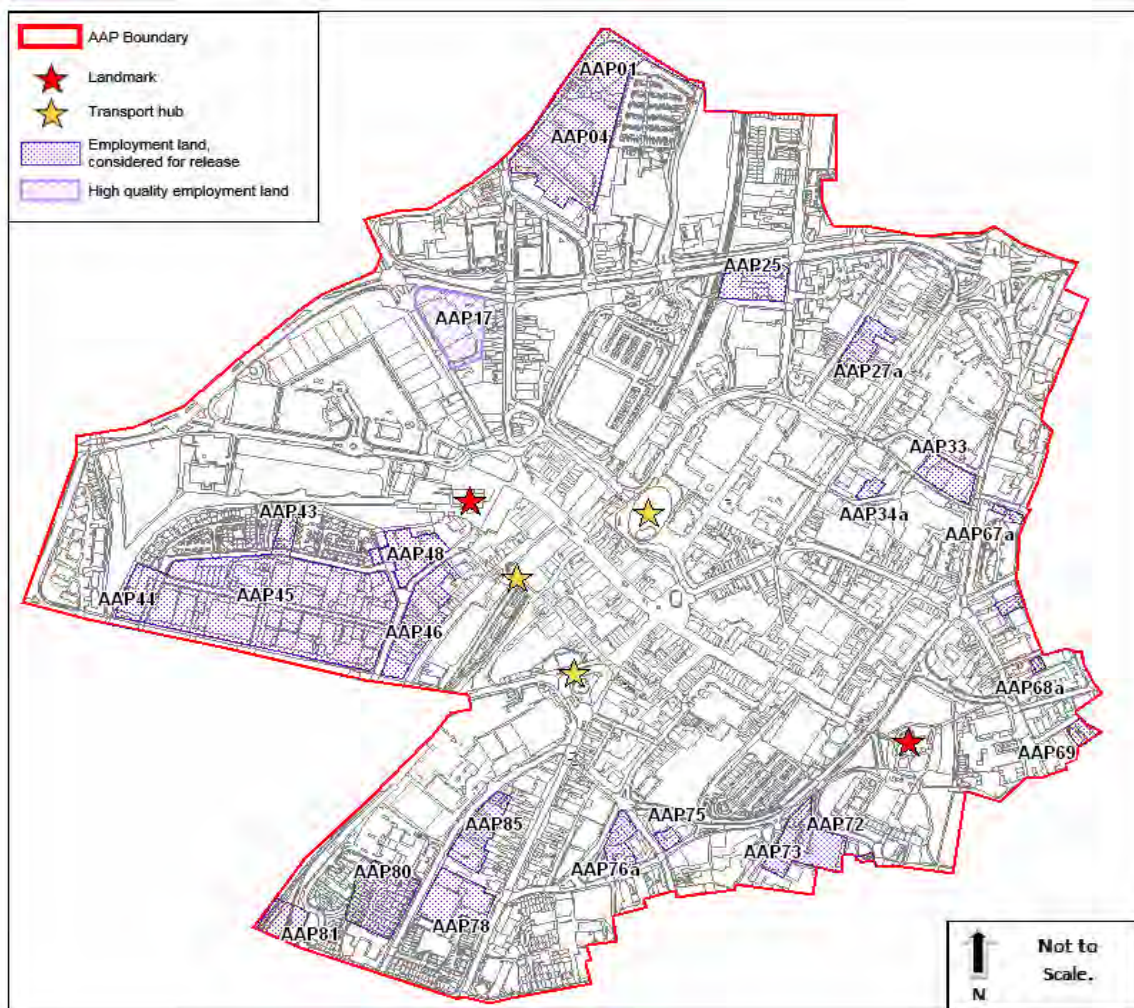 AAP Boundary
Landmark
Transport hub
Employment land,
considered for release
High quality employment land
AAP01
AAP04
AAP25
AAP17
AAP27a
AAP33
AAP34a
AAP67a
AAP43
AAP48
AAP44
AAP45
AAP46
AAP68a
AAP69
AAP75
AAP72
AAP85
AAP73
AAP76a
AAP80
AAP78
AAP81
Not to
Scale.
N